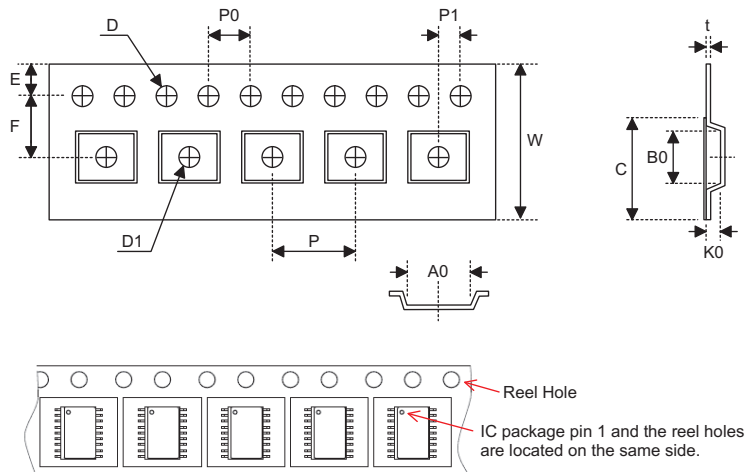 D
P0
P1
t
E
F
W
C
B0
D1
P
K0
A0
Reel Hole
IC package pin 1 and the reel holes
are located on the same side.